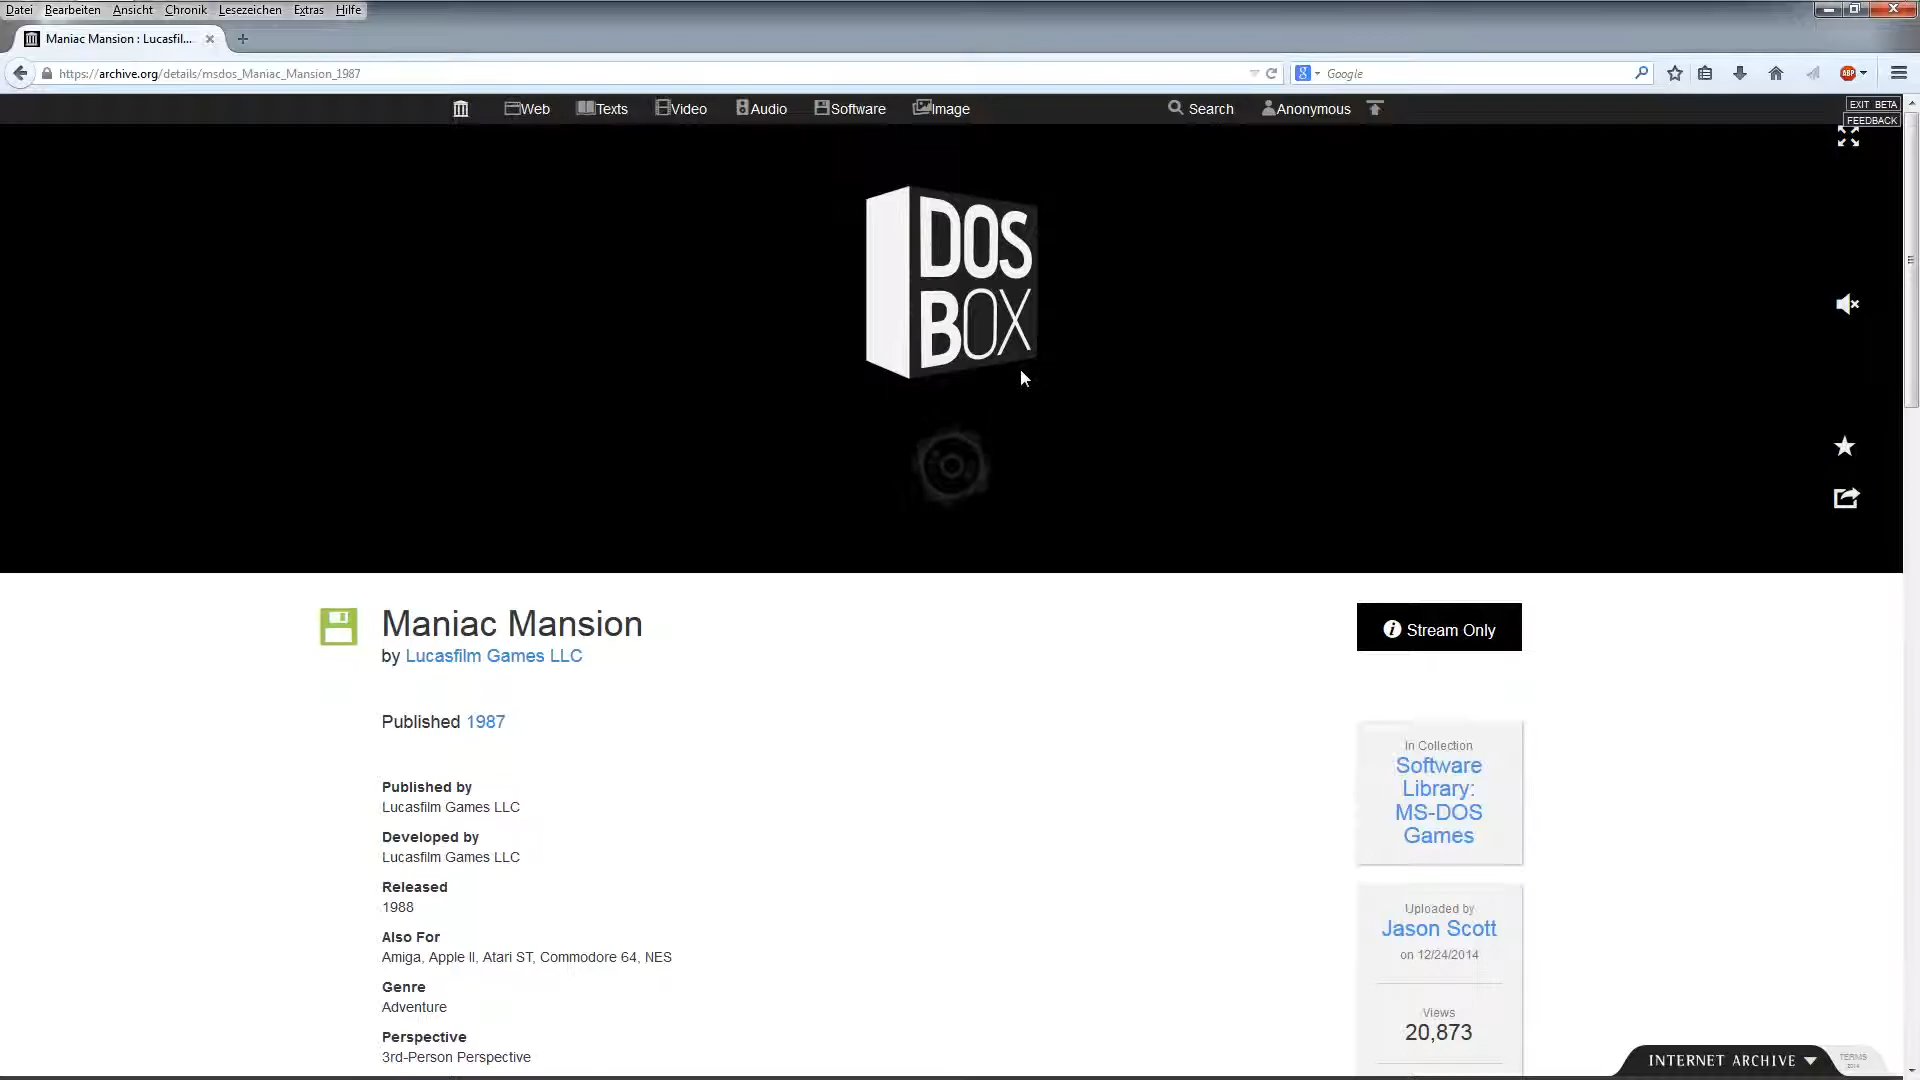 Datei Bearbeiten Ansicht Chronik Lesezeichen Extras Hilfe
Maniac Mansion : Lucasfil...
https://archive.org/details/msdos_Maniac_Mansion_1987
Google
ABP
Web Texts Video Audio Software Image Search Anonymous
EXIT BETA
FEEDBACK
DOS
BOX
Maniac Mansion
by Lucasfilm Games LLC
Stream Only
Published 1987
Published by
Lucasfilm Games LLC
Developed by
Lucasfilm Games LLC
Released
1988
Also For
Amiga, Apple II, Atari ST, Commodore 64, NES
Genre
Adventure
Perspective
3rd-Person Perspective
In Collection
Software
Library:
MS-DOS
Games
Uploaded by
Jason Scott
on 12/24/2014
Views
20,873
INTERNET ARCHIVE
TERMS
2014